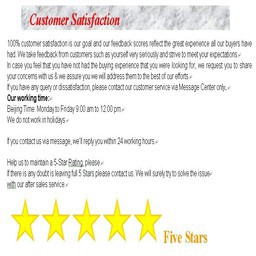 Customer Satisfaction
100% customer satisfaction is our goal and our feedback scores reflect the great experience all our buyers have
had. We take feedback from customers such as yourself very seriously and strive to meet your expectations.
In case you feel that you have not had the buying experience that you were looking for, we request you to share
your concerns with us & we assure you we will address them to the best of our efforts
If you have any query or dissatisfaction, please contact our customer service via Message Center only.
Our working time:
Beijing Time: Monday to Friday 9:00 am to 12:00 pm
We do not work in holidays
If you contact us via message, we'll reply you within 24 working hours
Help us to maintain a 5-Star Rating, please.
If there is any doubt is leaving full 5 Stars please contact us. We will surely try to solve the issue
with our after sales service.
Five Stars